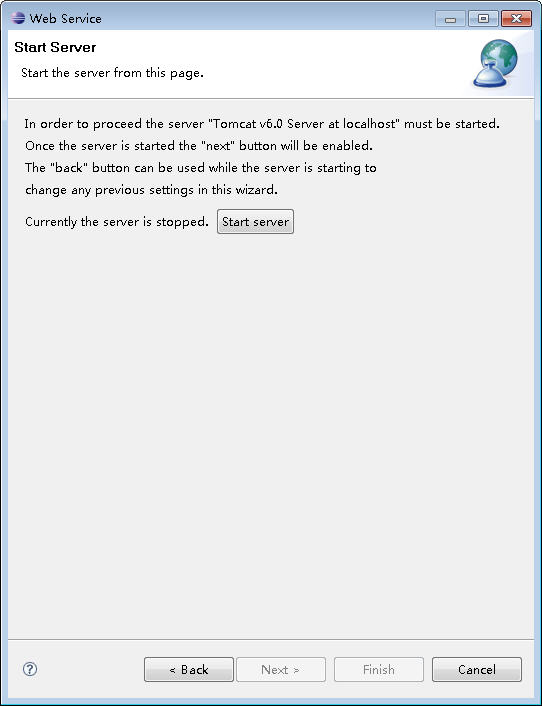 Web Service
Start Server
Start the server from this page.
In order to proceed the server "Tomcat v6.0 Server at localhost" must be started.
Once the server is started the "next" button will be enabled.
The "back" button can be used while the server is starting to
change any previous settings in this wizard.
Currently the server is stopped. Start server
? < Back Next > Finish Cancel